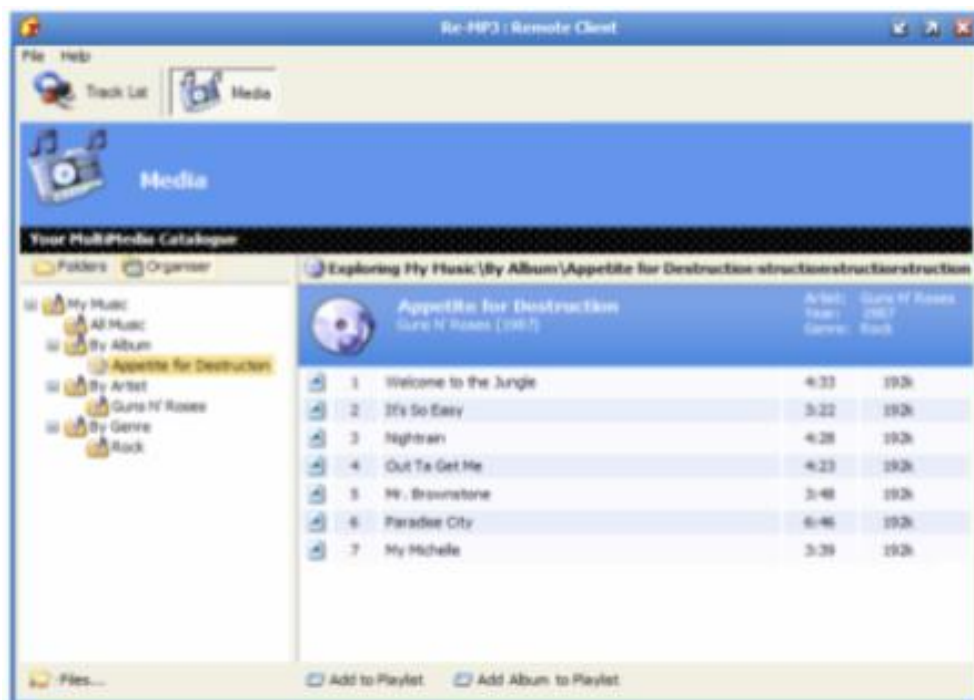 Re-MP3 : Remote Client
File Help
Track List Media
Media
Your MultiMedia Catalogue
Folders Organiser
Exploring My Music\By Album\Appetite for Destruction structionstructionstruction
My Music
All Music
By Album
Appetite for Destruction
By Artist
Guns N' Roses
By Genre
Rock
Appetite for Destruction
Guns N' Roses [1987]
Artist: Guns N' Roses
Year: 1987
Genre: Rock
1 Welcome to the Jungle 4:33 192k
2 It's So Easy 3:22 192k
3 Nightrain 4:28 192k
4 Out Ta Get Me 4:23 192k
5 Mr. Brownstone 3:48 192k
6 Paradise City 6:46 192k
7 My Michelle 3:39 192k
Files...
Add to Playlist Add Album to Playlist